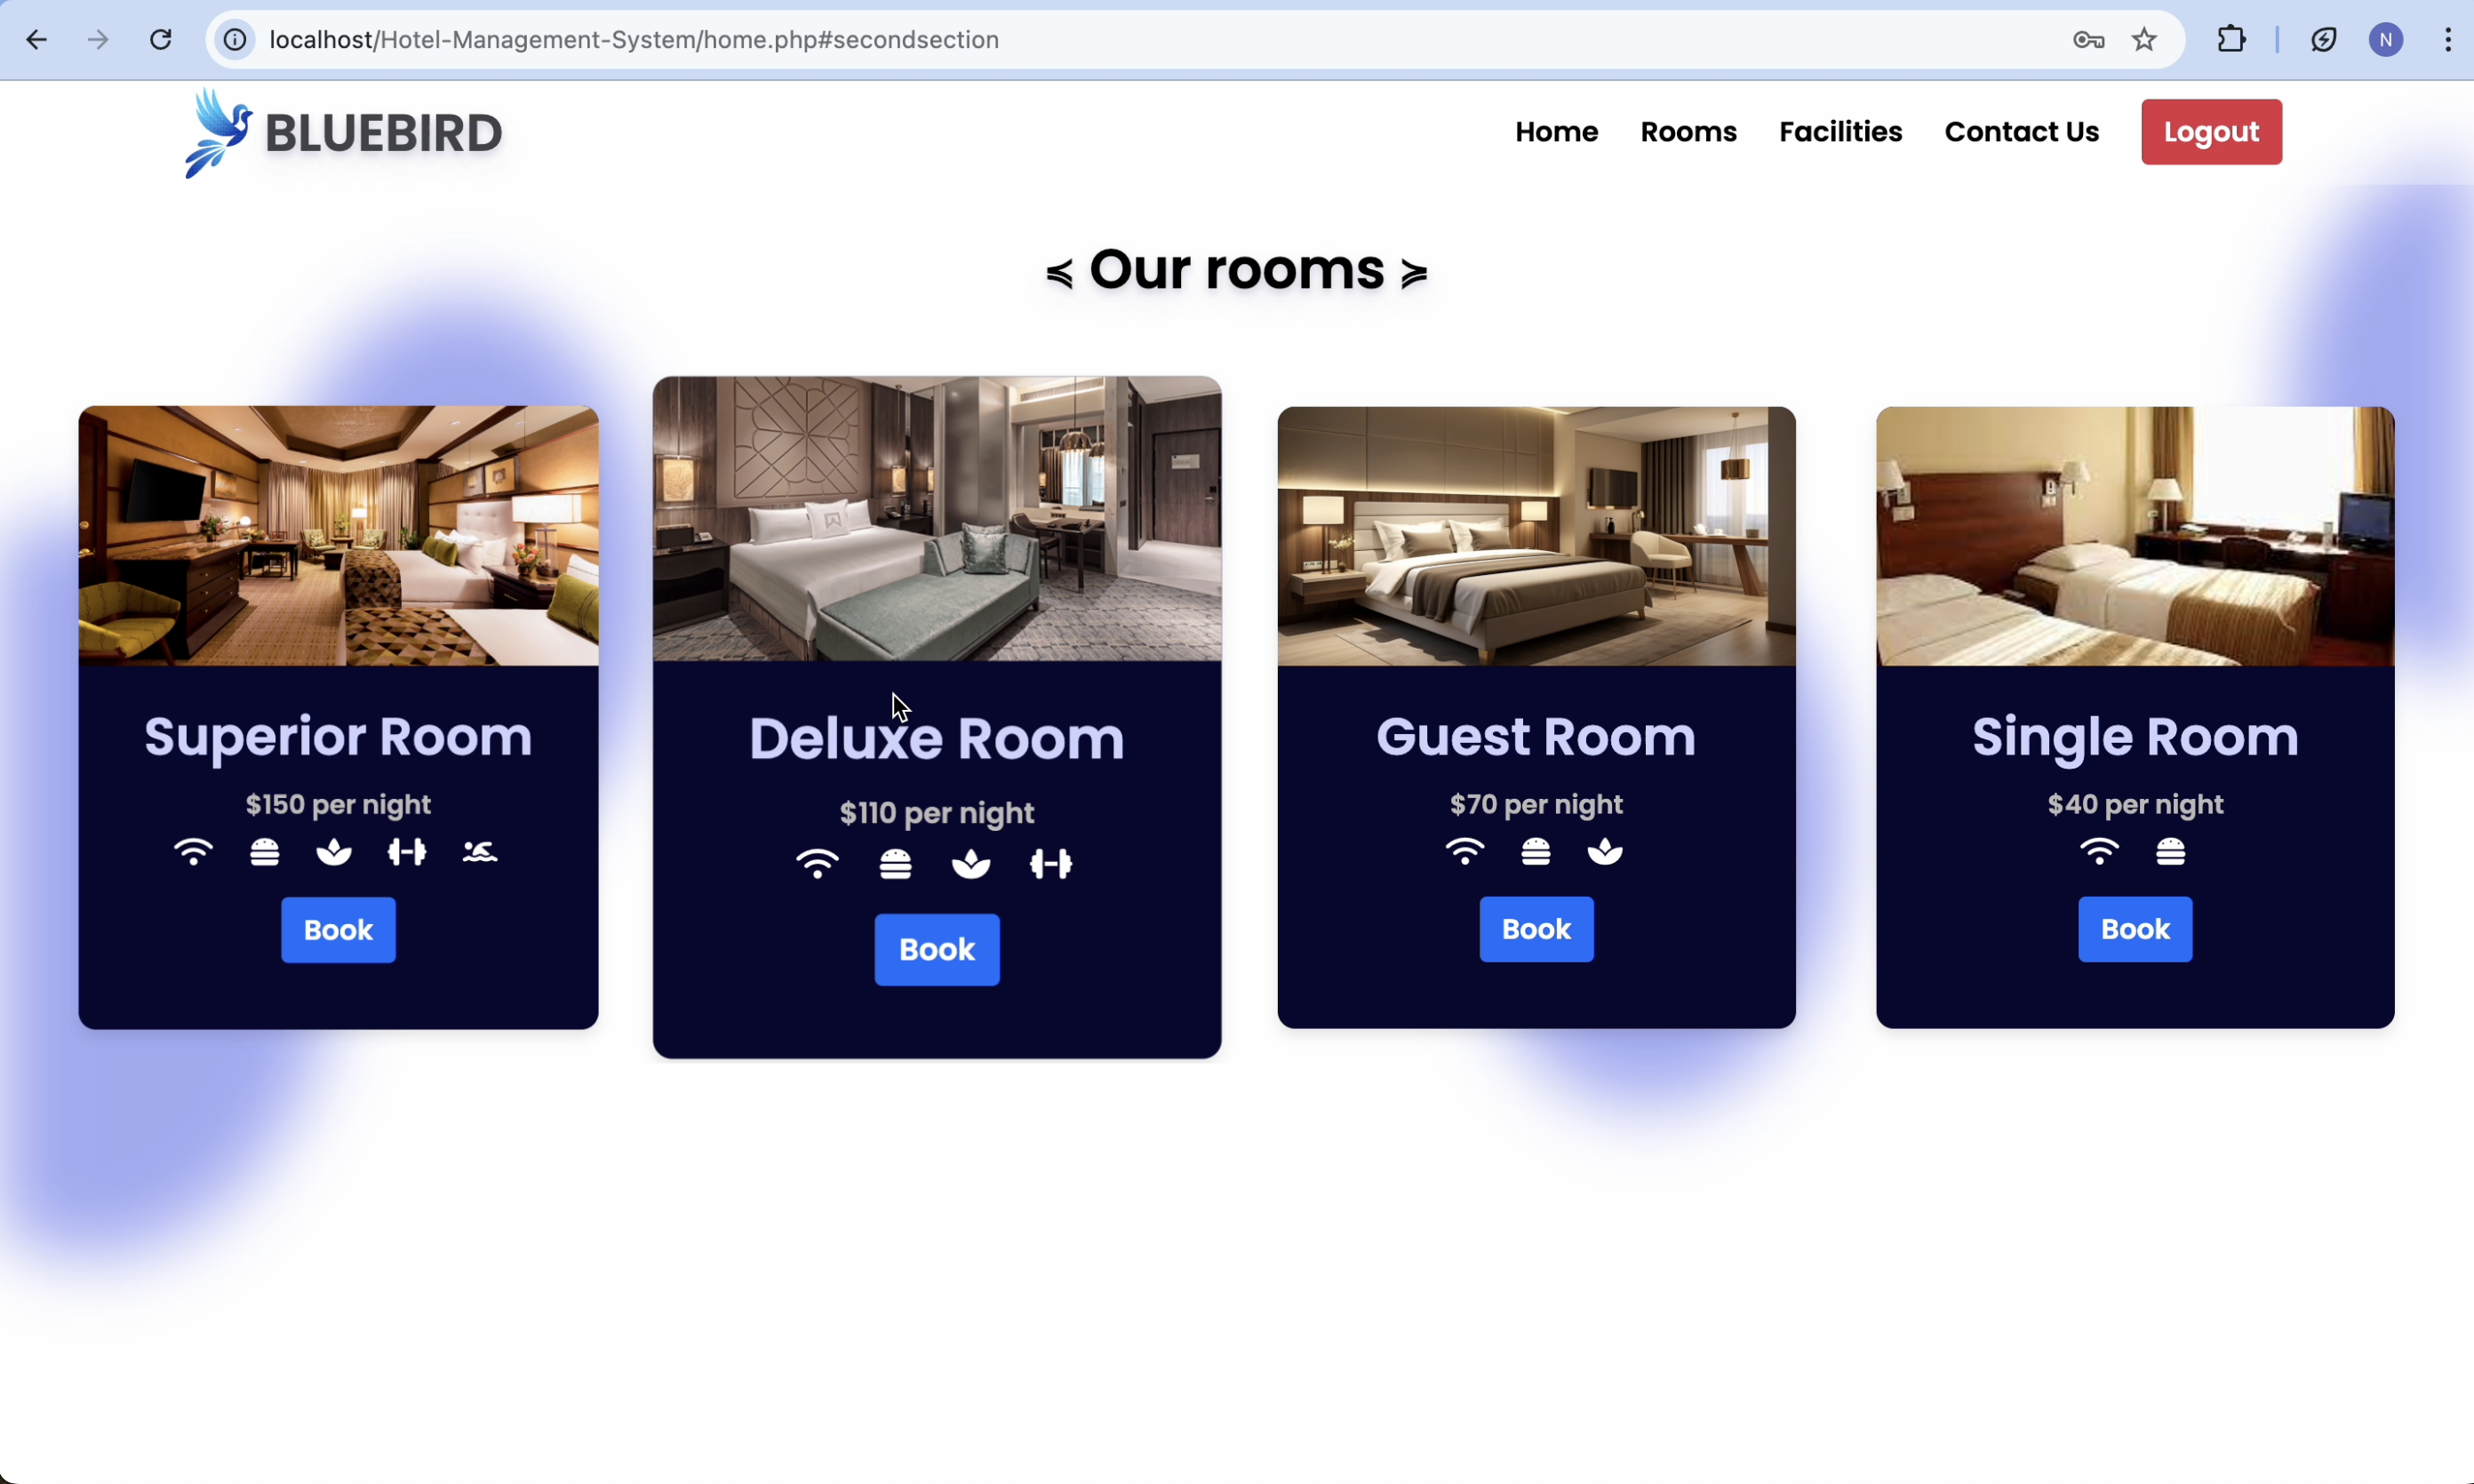 localhost/Hotel-Management-System/home.php#secondsection
N
BLUEBIRD
Home Rooms Facilities Contact Us Logout
⪕ Our rooms ⪖
Superior Room
$150 per night
Book
Deluxe Room
$110 per night
Book
Guest Room
$70 per night
Book
Single Room
$40 per night
Book